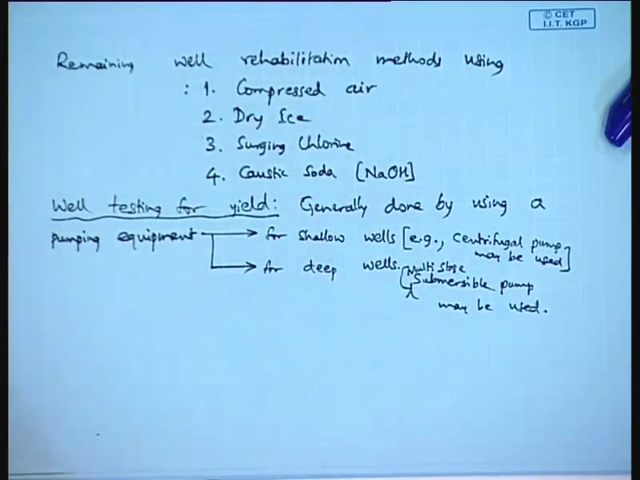 © CET
I.I.T. KGP
Remaining well rehabilitation methods using
: 1. Compressed air
2. Dry Ice
3. Surging Chlorine
4. Caustic Soda [NaOH]
Well testing for yield: Generally done by using a
pumping equipment → for shallow wells [e.g., Centrifugal pump
may be used]
→ for deep wells. [Multi stage
Submersible pump
may be used.